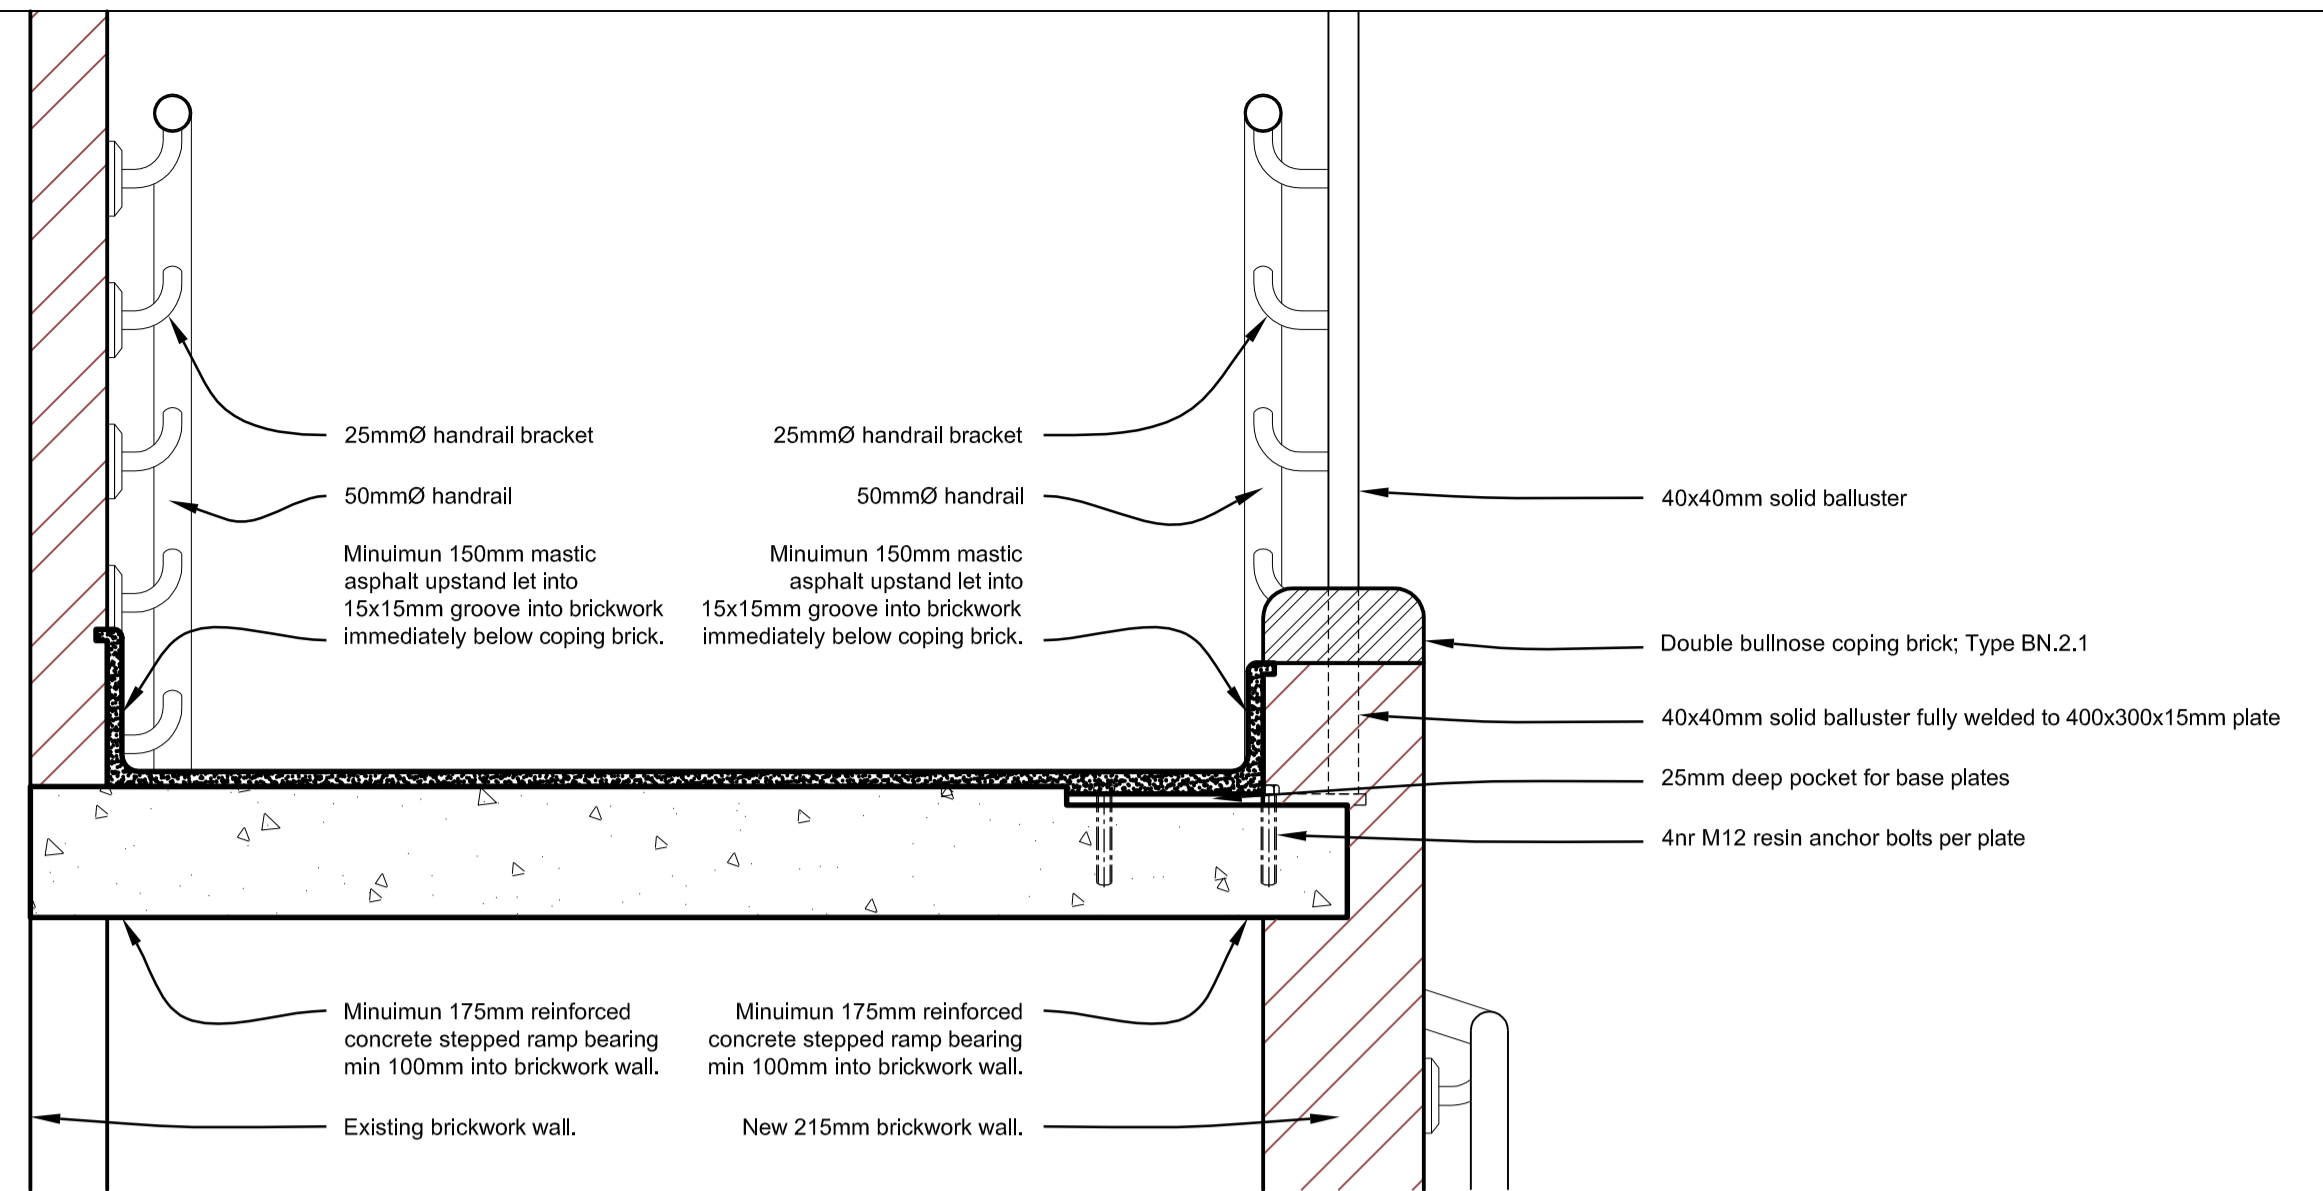 25mmØ handrail bracket
50mmØ handrail
Minuimun 150mm mastic
asphalt upstand let into
15x15mm groove into brickwork
immediately below coping brick.
25mmØ handrail bracket
50mmØ handrail
Minuimun 150mm mastic
asphalt upstand let into
15x15mm groove into brickwork
immediately below coping brick.
40x40mm solid balluster
Double bullnose coping brick; Type BN.2.1
40x40mm solid balluster fully welded to 400x300x15mm plate
25mm deep pocket for base plates
4nr M12 resin anchor bolts per plate
Minuimun 175mm reinforced
concrete stepped ramp bearing
min 100mm into brickwork wall.
Existing brickwork wall.
Minuimun 175mm reinforced
concrete stepped ramp bearing
min 100mm into brickwork wall.
New 215mm brickwork wall.